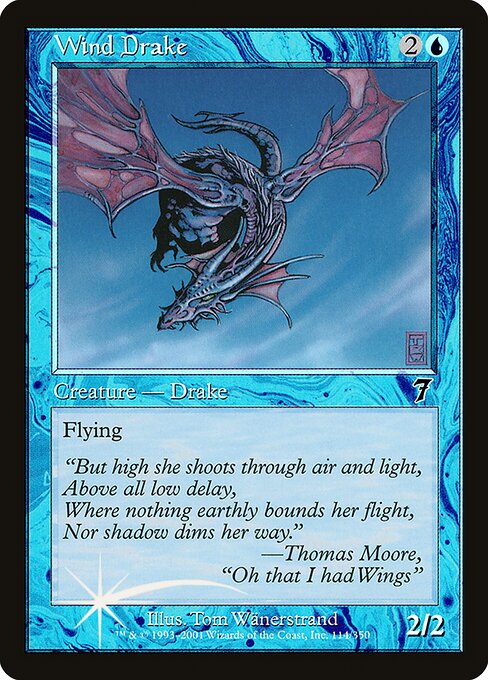 Wind Drake 2
Creature — Drake 7
Flying
“But high she shoots through air and light,
Above all low delay,
Where nothing earthly bounds her flight,
Nor shadow dims her way.”
—Thomas Moore,
“Oh that I had Wings”
Illus. Tom Wänerstrand
2/2
™ & © 1993–2001 Wizards of the Coast, Inc. 114/350